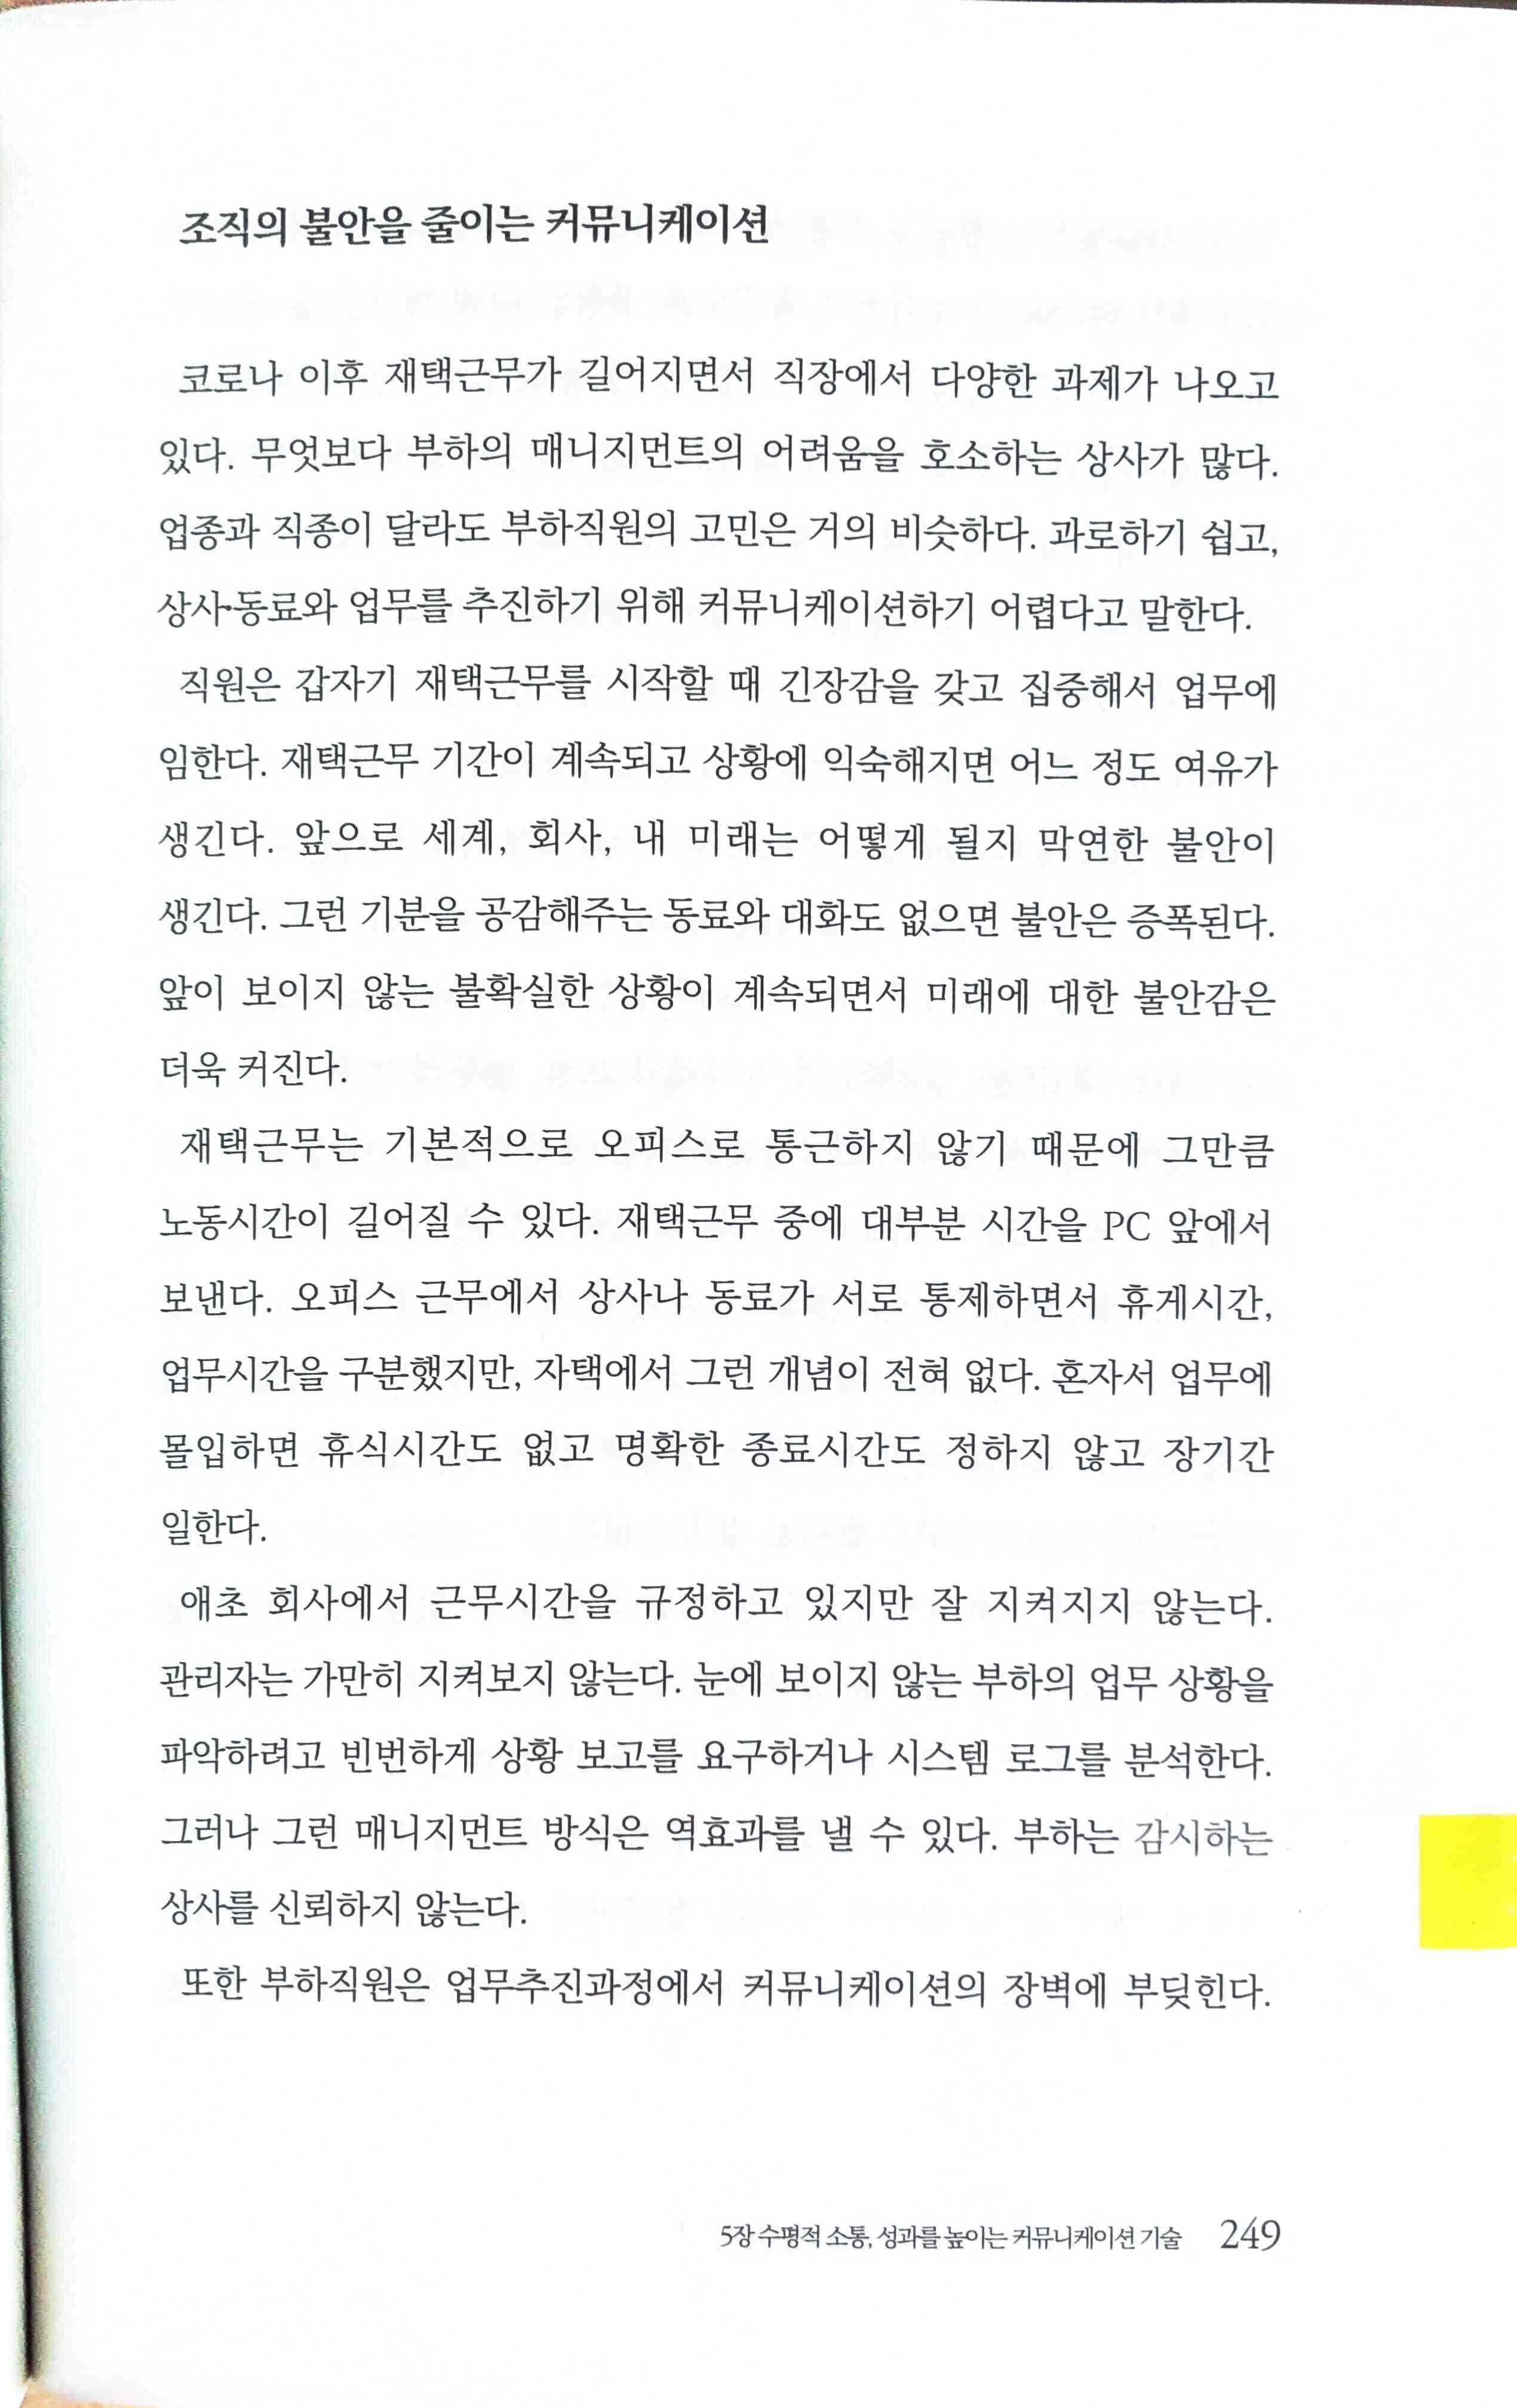 조직의 불안을 줄이는 커뮤니케이션
코로나 이후 재택근무가 길어지면서 직장에서 다양한 과제가 나오고
있다. 무엇보다 부하의 매니지먼트의 어려움을 호소하는 상사가 많다.
업종과 직종이 달라도 부하직원의 고민은 거의 비슷하다. 과로하기 쉽고,
상사·동료와 업무를 추진하기 위해 커뮤니케이션하기 어렵다고 말한다.
직원은 갑자기 재택근무를 시작할 때 긴장감을 갖고 집중해서 업무에
임한다. 재택근무 기간이 계속되고 상황에 익숙해지면 어느 정도 여유가
생긴다. 앞으로 세계, 회사, 내 미래는 어떻게 될지 막연한 불안이
생긴다. 그런 기분을 공감해주는 동료와 대화도 없으면 불안은 증폭된다.
앞이 보이지 않는 불확실한 상황이 계속되면서 미래에 대한 불안감은
더욱 커진다.
재택근무는 기본적으로 오피스로 통근하지 않기 때문에 그만큼
노동시간이 길어질 수 있다. 재택근무 중에 대부분 시간을 PC 앞에서
보낸다. 오피스 근무에서 상사나 동료가 서로 통제하면서 휴게시간,
업무시간을 구분했지만, 자택에서 그런 개념이 전혀 없다. 혼자서 업무에
몰입하면 휴식시간도 없고 명확한 종료시간도 정하지 않고 장기간
일한다.
애초 회사에서 근무시간을 규정하고 있지만 잘 지켜지지 않는다.
관리자는 가만히 지켜보지 않는다. 눈에 보이지 않는 부하의 업무 상황을
파악하려고 빈번하게 상황 보고를 요구하거나 시스템 로그를 분석한다.
그러나 그런 매니지먼트 방식은 역효과를 낼 수 있다. 부하는 감시하는
상사를 신뢰하지 않는다.
또한 부하직원은 업무추진과정에서 커뮤니케이션의 장벽에 부딪힌다.
5장 수평적 소통, 성과를 높이는 커뮤니케이션 기술 249